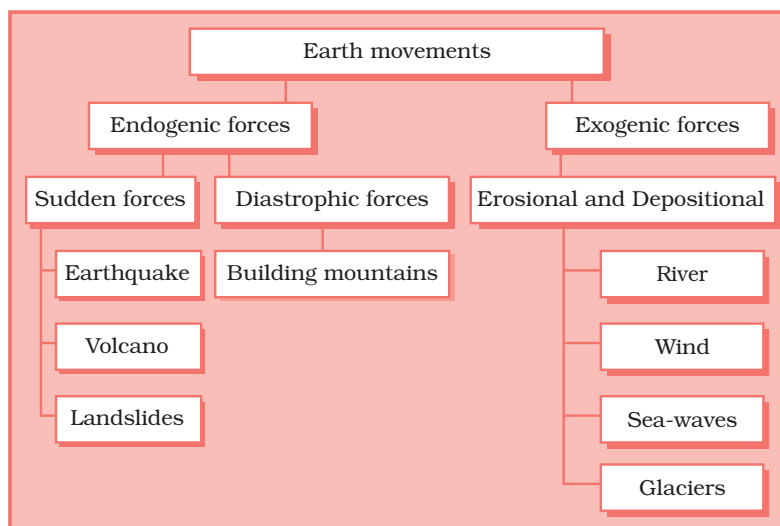 Earth movements
Endogenic forces
Exogenic forces
Sudden forces
Diastrophic forces
Erosional and Depositional
Earthquake
Building mountains
River
Volcano
Wind
Landslides
Sea-waves
Glaciers